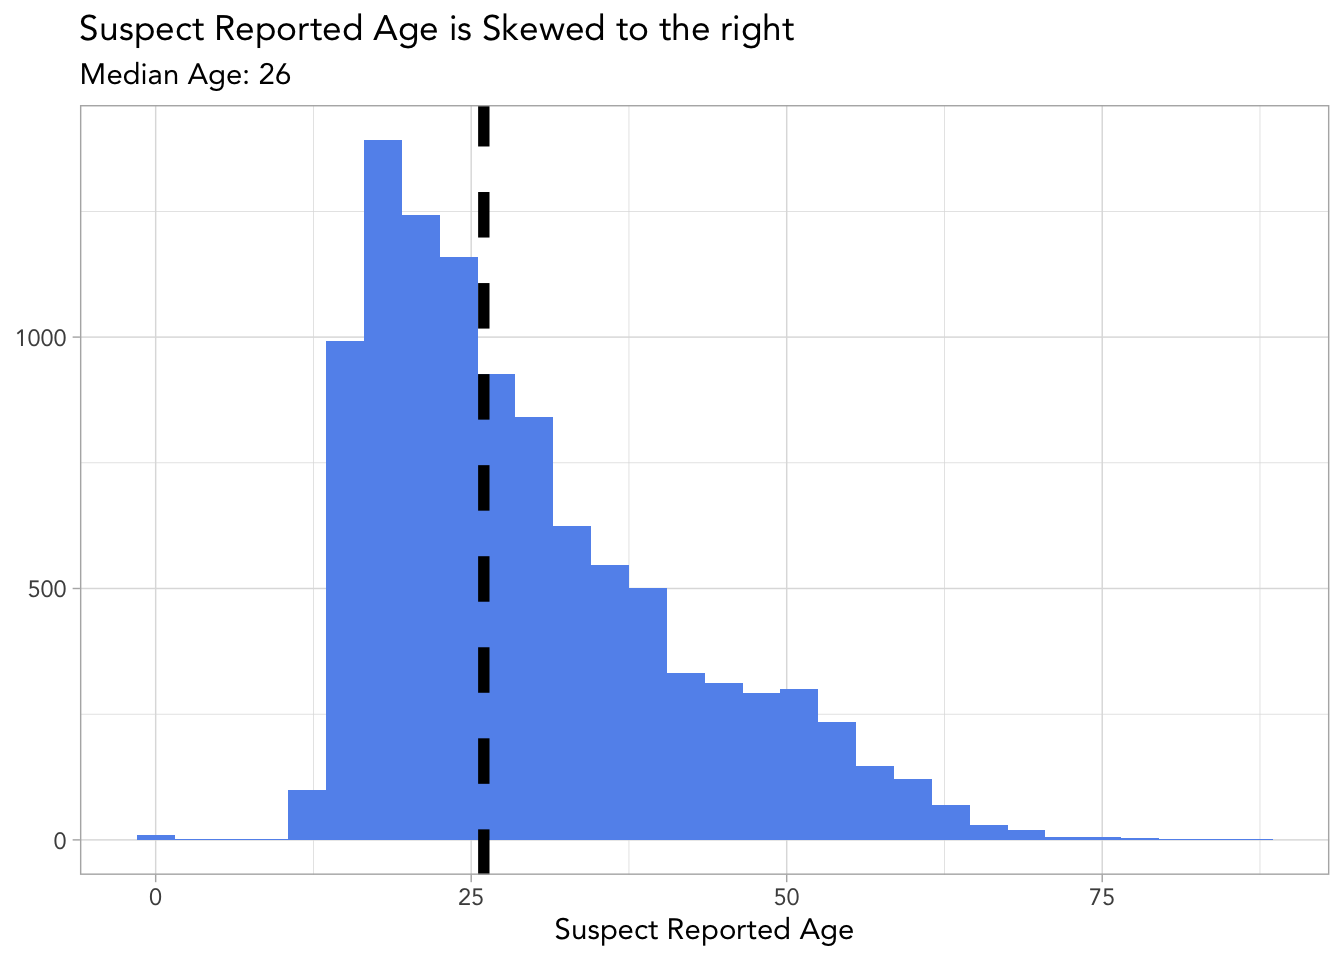 Suspect Reported Age is Skewed to the right
Median Age: 26
1000
500
0
0 25 50 75
Suspect Reported Age